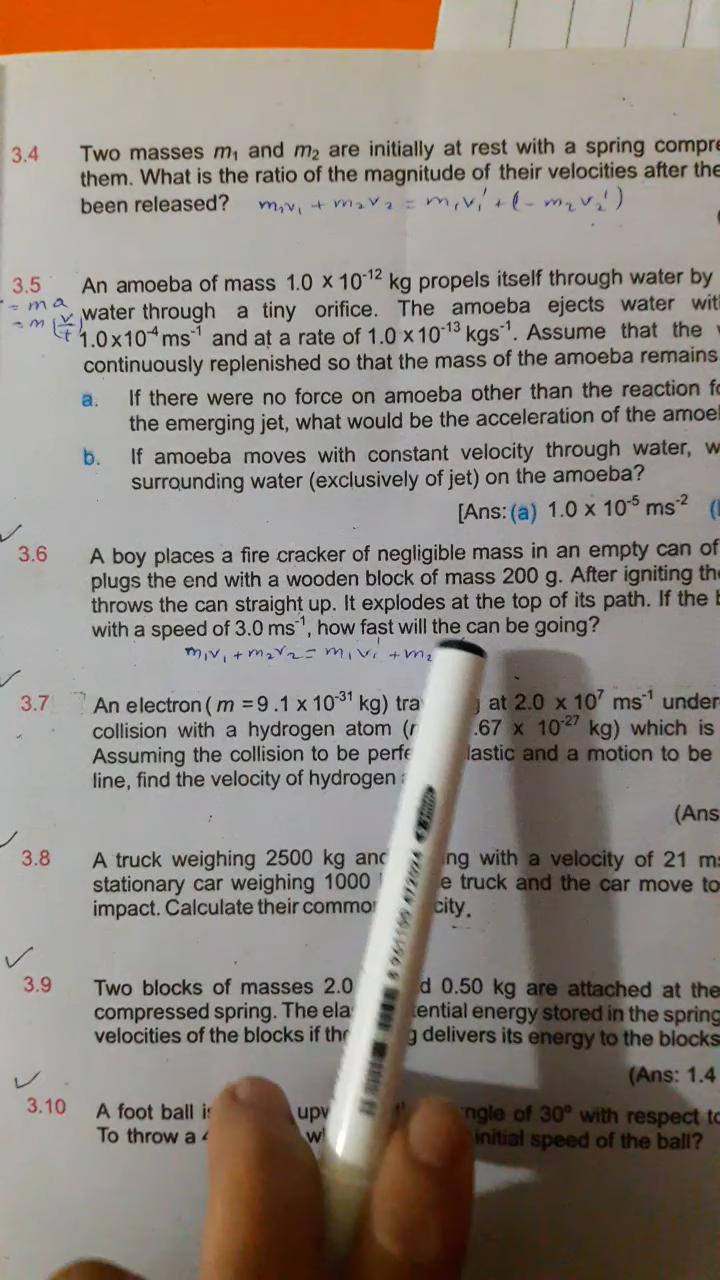 3.4 Two masses m₁ and m₂ are initially at rest with a spring compre
them. What is the ratio of the magnitude of their velocities after the
been released? m₁v₁ + m₂v₂ = m₁v₁' + (- m₂v₂')
3.5 An amoeba of mass 1.0 x 10⁻¹² kg propels itself through water by
= ma water through a tiny orifice. The amoeba ejects water wit
= m (v/t) 1.0x10⁻⁴ ms⁻¹ and at a rate of 1.0 x 10⁻¹³ kgs⁻¹. Assume that the
continuously replenished so that the mass of the amoeba remains
a. If there were no force on amoeba other than the reaction fo
the emerging jet, what would be the acceleration of the amoe
b. If amoeba moves with constant velocity through water, w
surrounding water (exclusively of jet) on the amoeba?
[Ans: (a) 1.0 x 10⁻⁵ ms⁻² (
3.6 A boy places a fire cracker of negligible mass in an empty can of
plugs the end with a wooden block of mass 200 g. After igniting the
throws the can straight up. It explodes at the top of its path. If the b
with a speed of 3.0 ms⁻¹, how fast will the can be going?
m₁v₁ + m₂v₂ = m₁v₁' + m₂
3.7 An electron ( m = 9 .1 x 10⁻³¹ kg) tra at 2.0 x 10⁷ ms⁻¹ under
collision with a hydrogen atom ( .67 x 10⁻²⁷ kg) which is
Assuming the collision to be perfe lastic and a motion to be
line, find the velocity of hydrogen
(Ans
3.8 A truck weighing 2500 kg and ng with a velocity of 21 m
stationary car weighing 1000 e truck and the car move to
impact. Calculate their commo city.
3.9 Two blocks of masses 2.0 d 0.50 kg are attached at the
compressed spring. The ela ential energy stored in the spring
velocities of the blocks if the g delivers its energy to the blocks
(Ans: 1.4
3.10 A foot ball is upw ngle of 30° with respect to
To throw a w initial speed of the ball?